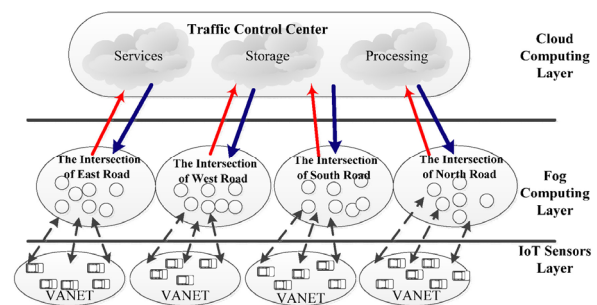 Traffic Control Center
Services
Storage
Processing
Cloud
Computing
Layer
The Intersection
of East Road
The Intersection
of West Road
The Intersection
of South Road
The Intersection
of North Road
Fog
Computing
Layer
IoT Sensors
Layer
VANET
VANET
VANET
VANET